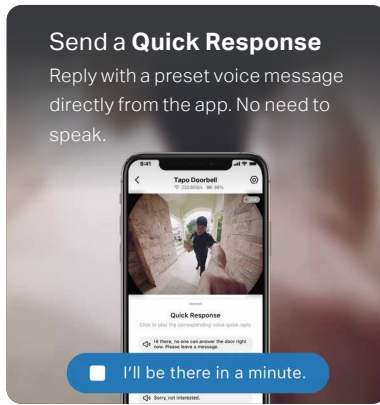 Send a Quick Response
Reply with a preset voice message
directly from the app. No need to
speak.
9:41
Tapo Doorbell
LIVE
Quick Response
Click to play the corresponding voice quick reply
Hi there, no one can answer the door right
now. Please leave a message.
I'll be there in a minute.
Sorry, not interested.